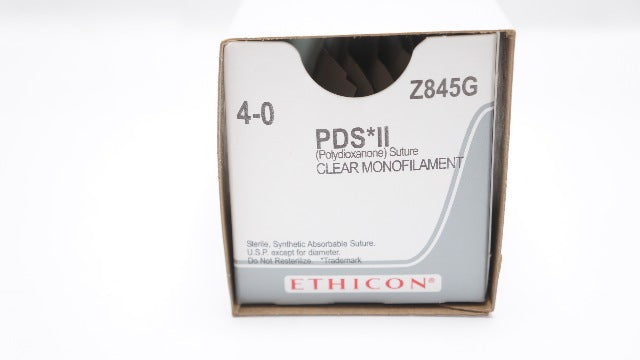 Z845G
4-0
PDS*II
(Polydioxanone) Suture
CLEAR MONOFILAMENT
Sterile, Synthetic Absorbable Suture.
U.S.P. except for diameter.
Do Not Resterilize. *Trademark
ETHICON®